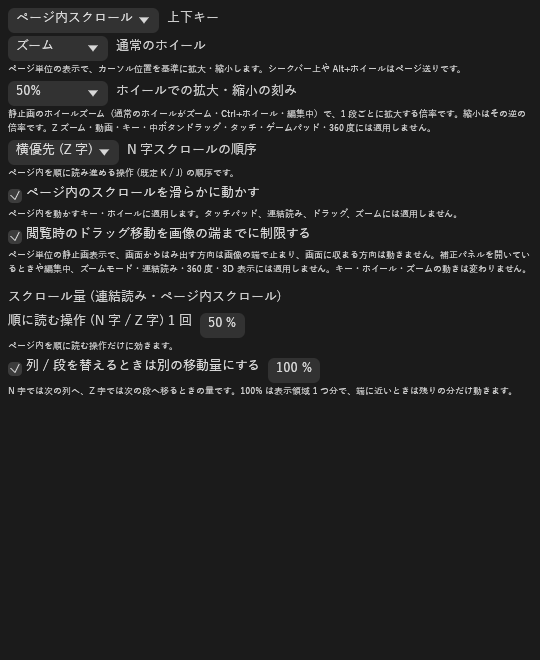 ページ内スクロール 上下キー
ズーム 通常のホイール
ページ単位の表示で、カーソル位置を基準に拡大・縮小します。シークバー上や Alt+ホイールはページ送りです。
50% ホイールでの拡大・縮小の刻み
静止画のホイールズーム（通常のホイールがズーム・Ctrl+ホイール・編集中）で、1 段ごとに拡大する倍率です。縮小はその逆の
倍率です。Z ズーム・動画・キー・中ボタンドラッグ・タッチ・ゲームパッド・360 度には適用しません。
横優先 (Z 字) N 字スクロールの順序
ページ内を順に読み進める操作 (既定 K / J) の順序です。
ページ内のスクロールを滑らかに動かす
ページ内を動かすキー・ホイールに適用します。タッチパッド、連結読み、ドラッグ、ズームには適用しません。
閲覧時のドラッグ移動を画像の端までに制限する
ページ単位の静止画表示で、画面からはみ出す方向は画像の端で止まり、画面に収まる方向は動きません。補正パネルを開いてい
るときや編集中、ズームモード・連結読み・360 度・3D 表示には適用しません。キー・ホイール・ズームの動きは変わりません。
スクロール量 (連結読み・ページ内スクロール)
順に読む操作 (N 字 / Z 字) 1 回 50 %
ページ内を順に読む操作だけに効きます。
列 / 段を替えるときは別の移動量にする 100 %
N 字では次の列へ、Z 字では次の段へ移るときの量です。100% は表示領域 1 つ分で、端に近いときは残りの分だけ動きます。